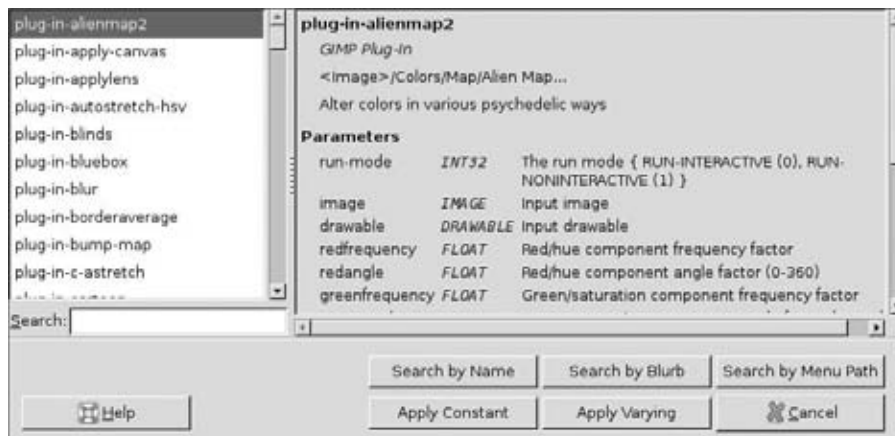 plug-in-alienmap2
plug-in-apply-canvas
plug-in-applylens
plug-in-autostretch-hsv
plug-in-blinds
plug-in-bluebox
plug-in-blur
plug-in-borderaverage
plug-in-bump-map
plug-in-c-astretch
Search:
plug-in-alienmap2
GIMP Plug-In
<Image>/Colors/Map/Alien Map...
Alter colors in various psychedelic ways
Parameters
run-mode INT32 The run mode { RUN-INTERACTIVE (0), RUN-
NONINTERACTIVE (1) }
image IMAGE Input image
drawable DRAWABLE Input drawable
redfrequency FLOAT Red/hue component frequency factor
redangle FLOAT Red/hue component angle factor (0-360)
greenfrequency FLOAT Green/saturation component frequency factor
Search by Name
Search by Blurb
Search by Menu Path
Help
Apply Constant
Apply Varying
Cancel